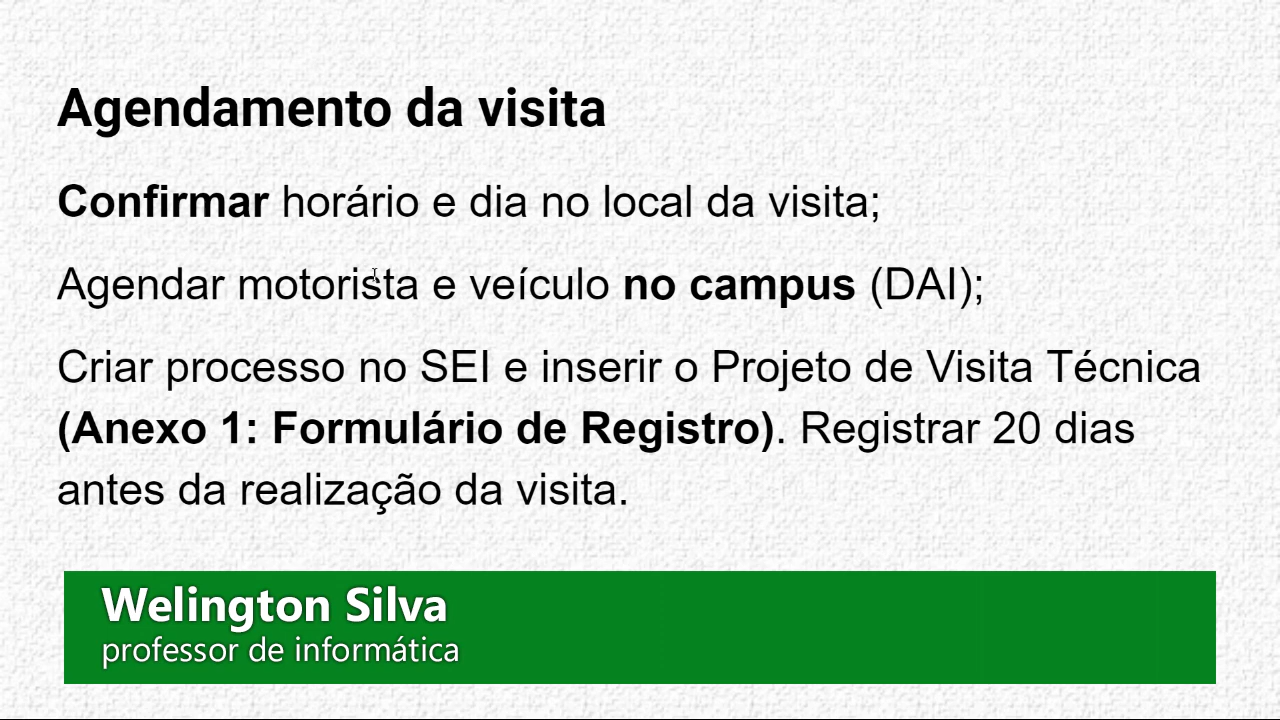 Agendamento da visita
Confirmar horário e dia no local da visita;
Agendar motorista e veículo no campus (DAI);
Criar processo no SEI e inserir o Projeto de Visita Técnica
(Anexo 1: Formulário de Registro). Registrar 20 dias
antes da realização da visita.
Welington Silva
professor de informática